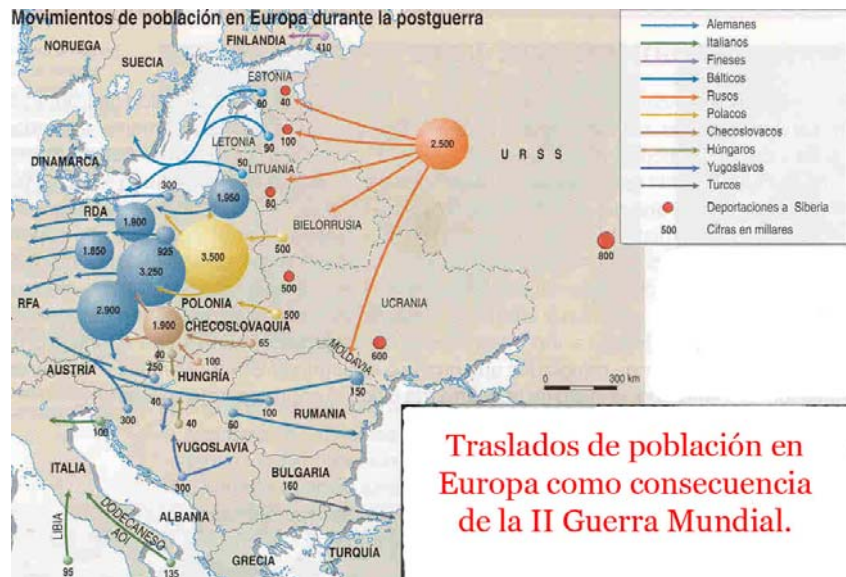 Movimientos de población en Europa durante la postguerra
NORUEGA
SUECIA
FINLANDIA
410
ESTONIA
60
40
LETONIA
90
100
DINAMARCA
50
LITUANIA
60
2.500
U R S S
300
RDA
1.950
1.900
BIELORRUSIA
925
1.850
3.500
500
3.250
500
800
RFA
2.900
POLONIA
500
UCRANIA
1.900
CHECOSLOVAQUIA
65
600
40
100
MOLDAVIA
250
AUSTRIA
HUNGRÍA
150
0
300 km
300
40
40
100
RUMANIA
100
YUGOSLAVIA
ITALIA
300
BULGARIA
160
ALBANIA
LIBIA
DODECANESO
AOI
GRECIA
TURQUÍA
95
135
Alemanes
Italianos
Fineses
Bálticos
Rusos
Polacos
Checoslovacos
Húngaros
Yugoslavos
Turcos
Deportaciones a Siberia
500 Cifras en millares
Traslados de población en
Europa como consecuencia
de la II Guerra Mundial.